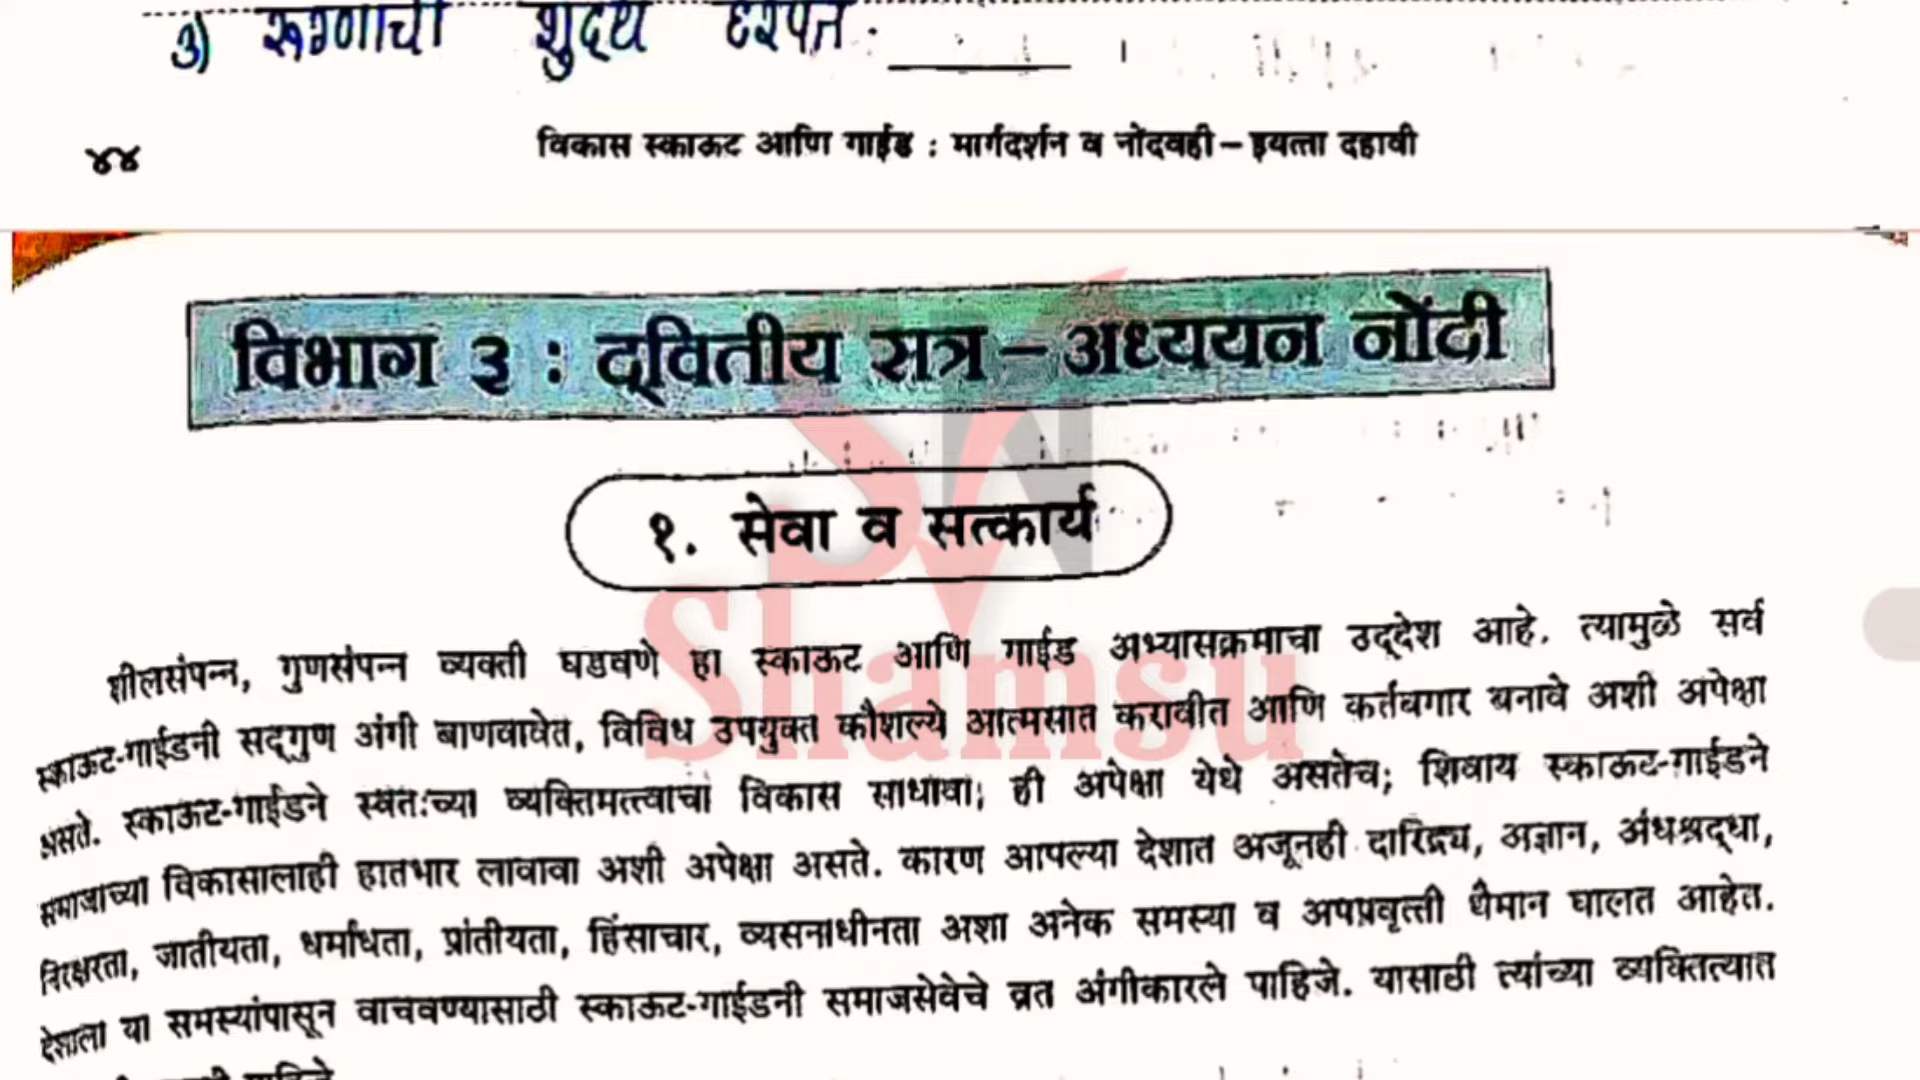 ३) रूग्णाची शुद्ध हरपते.
४४ विकास स्काऊट आणि गाईड : मार्गदर्शन व नोंदवही – इयत्ता दहावी
विभाग ३ : द्वितीय सत्र – अध्ययन नोंदी
१. सेवा व सत्कार्य
Shamsu
शीलसंपन्न, गुणसंपन्न व्यक्ती घडवणे हा स्काऊट आणि गाईड अभ्यासक्रमाचा उद्देश आहे. त्यामुळे सर्व
स्काऊट-गाईडनी सद्गुण अंगी बाणवावेत, विविध उपयुक्त कौशल्ये आत्मसात करावीत आणि कर्तबगार बनावे अशी अपेक्षा
असते. स्काऊट-गाईडने स्वतःच्या व्यक्तिमत्त्वाचा विकास साधावा; ही अपेक्षा येथे असतेच; शिवाय स्काऊट-गाईडने
समाजाच्या विकासालाही हातभार लावावा अशी अपेक्षा असते. कारण आपल्या देशात अजूनही दारिद्र्य, अज्ञान, अंधश्रद्धा,
निरक्षरता, जातीयता, धर्मांधता, प्रांतीयता, हिंसाचार, व्यसनाधीनता अशा अनेक समस्या व अपप्रवृत्ती थैमान घालत आहेत.
देशाला या समस्यांपासून वाचवण्यासाठी स्काऊट-गाईडनी समाजसेवेचे व्रत अंगीकारले पाहिजे. यासाठी त्यांच्या व्यक्तित्यात